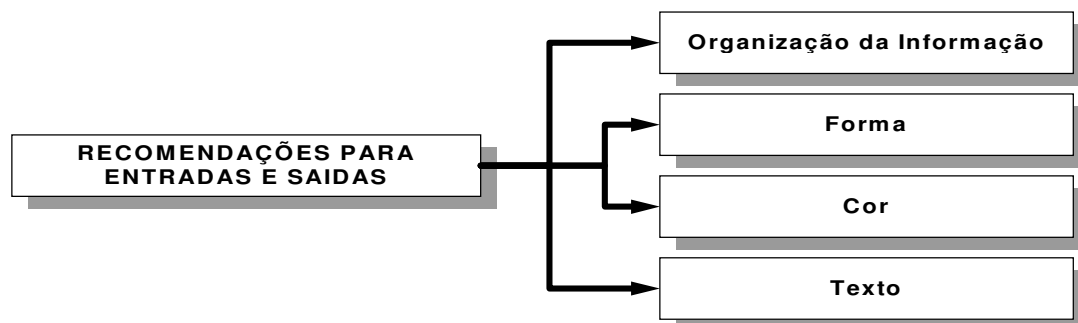 RECOMENDAÇÕES PARA
ENTRADAS E SAIDAS
Organização da Informação
Forma
Cor
Texto